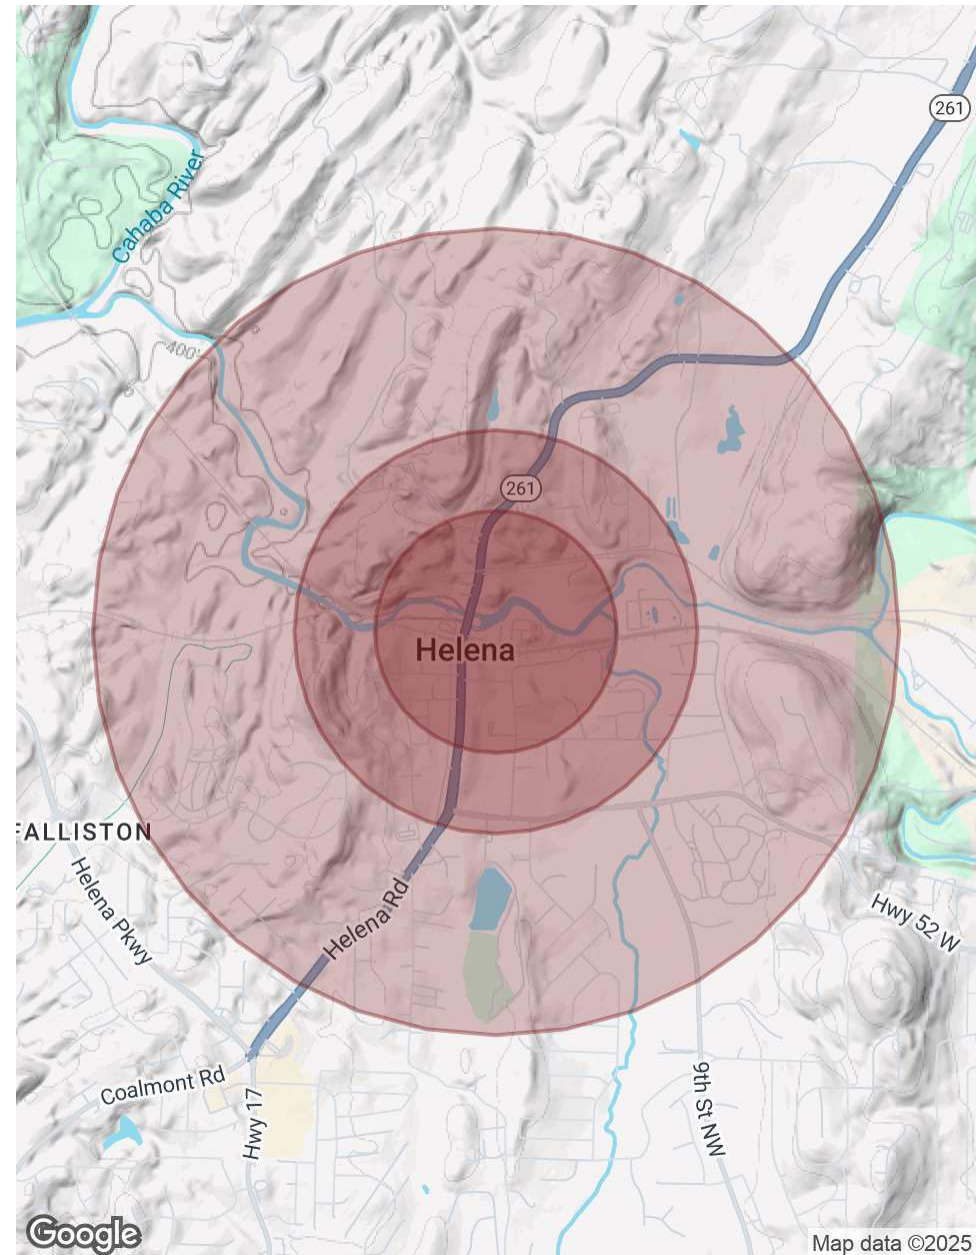 261
Cahaba River
400'
261
Helena
FALLISTON
Helena Pkwy
Helena Rd
Hwy 52 W
Coalmont Rd
Hwy 17
9th St NW
Google
Map data ©2025